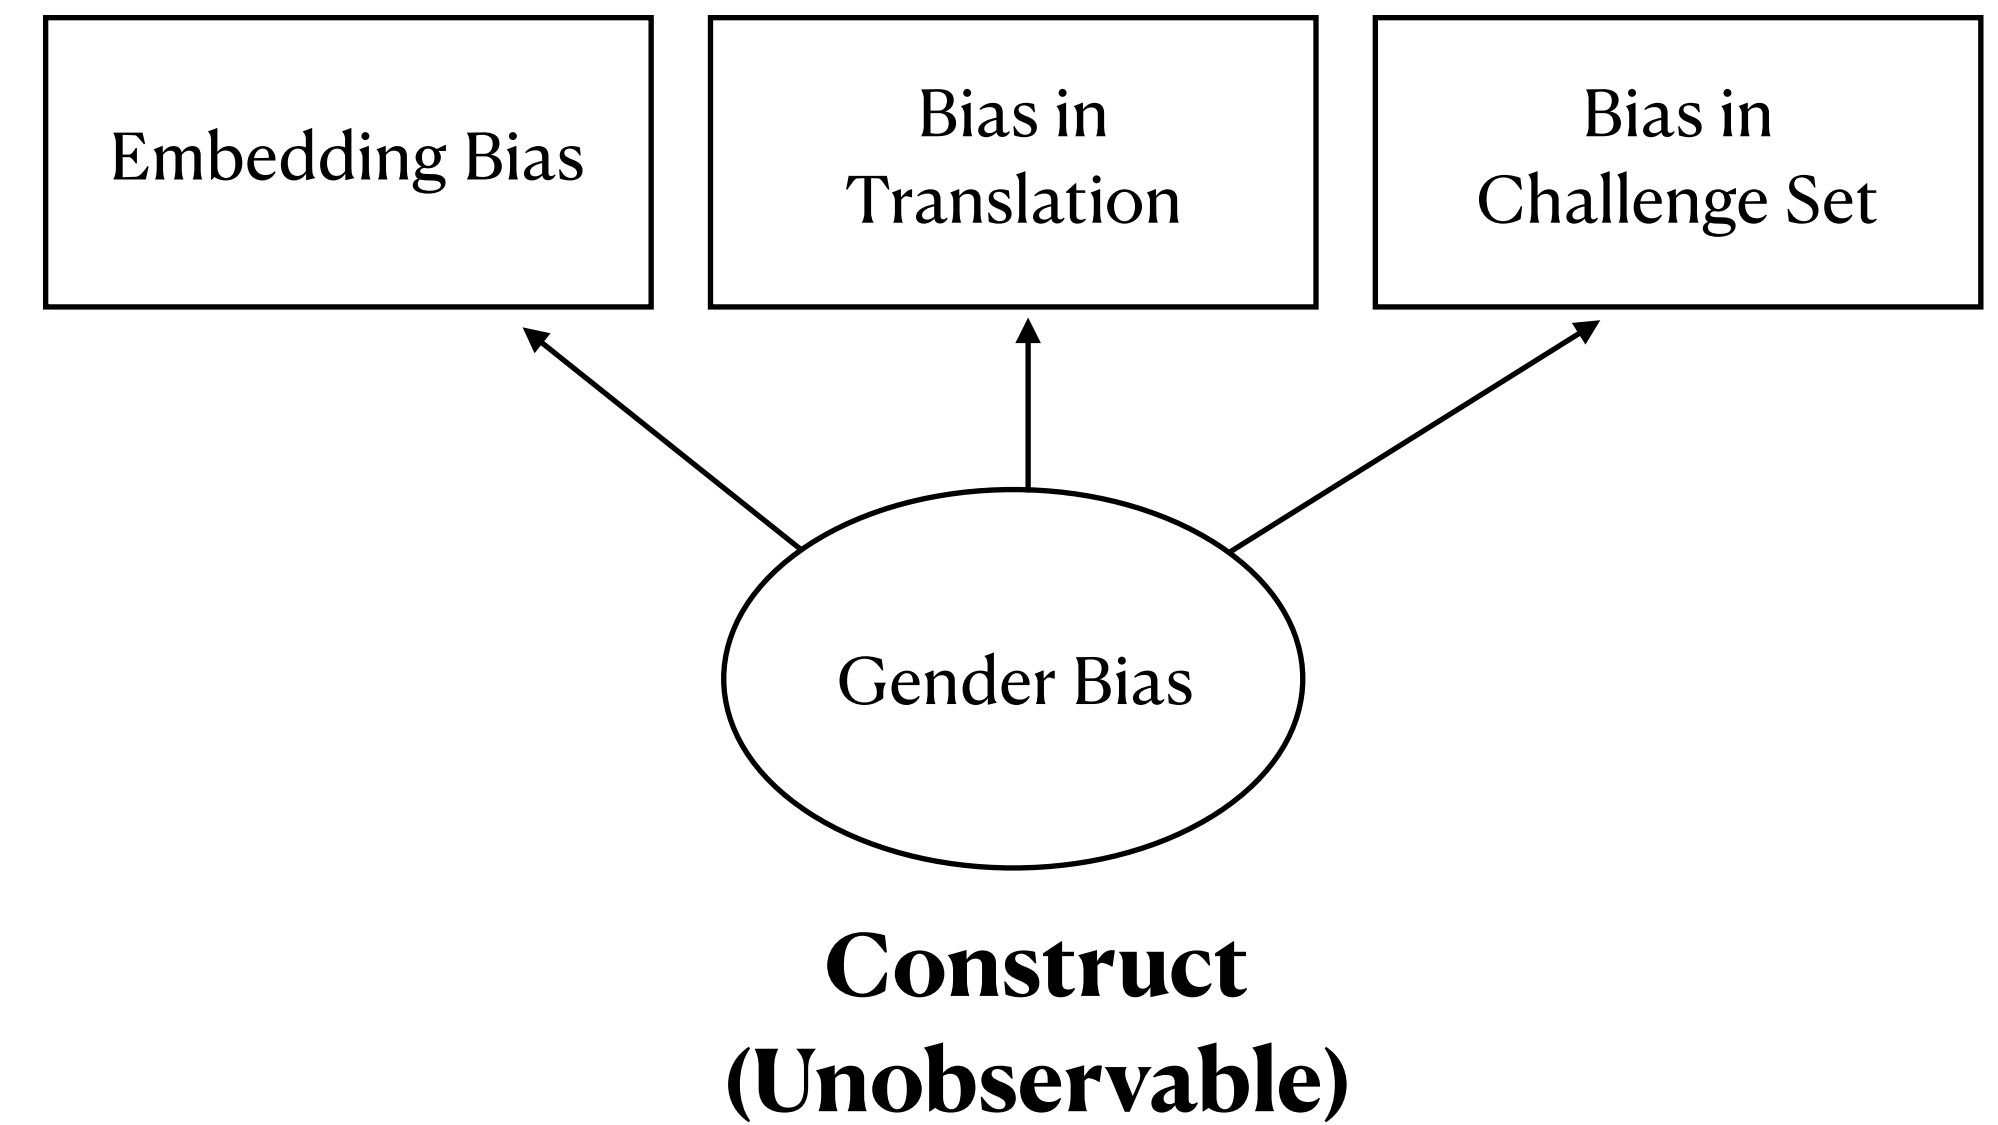 Embedding Bias
Bias in
Translation
Bias in
Challenge Set
Gender Bias
Construct
(Unobservable)